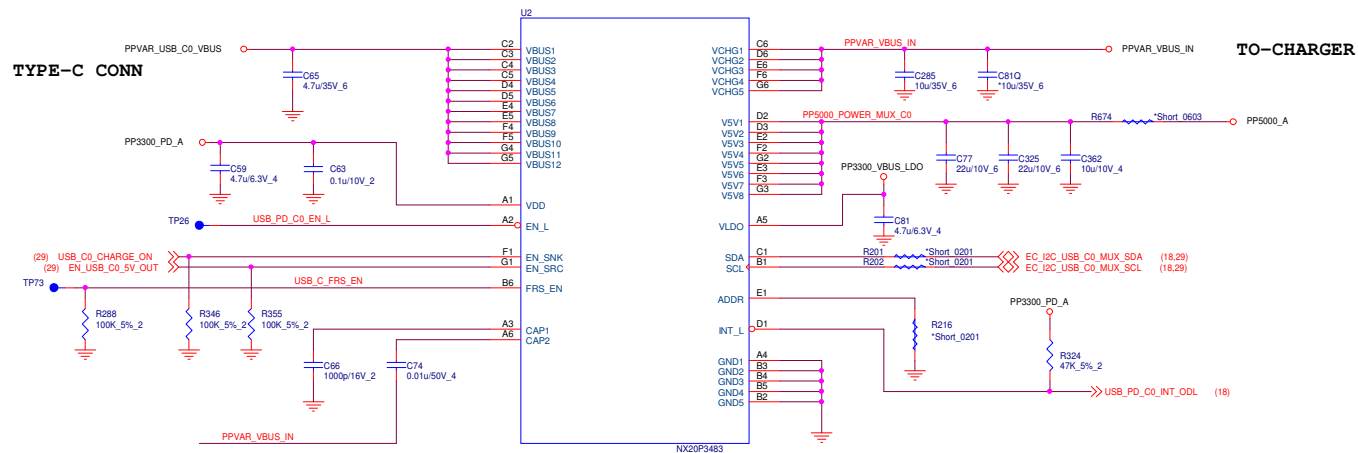 U2
PPVAR_USB_C0_VBUS
TYPE-C CONN
C65
4.7u/35V_6
C2 VBUS1
C3 VBUS2
C4 VBUS3
C5 VBUS4
D4 VBUS5
D5 VBUS6
E4 VBUS7
E5 VBUS8
F4 VBUS9
F5 VBUS10
G4 VBUS11
G5 VBUS12
PP3300_PD_A
C59
4.7u/6.3V_4
C63
0.1u/10V_2
A1 VDD
TP26
USB_PD_C0_EN_L
A2 EN_L
(29) USB_C0_CHARGE_ON
F1 EN_SNK
(29) EN_USB_C0_5V_OUT
G1 EN_SRC
TP73
USB_C_FRS_EN
B6 FRS_EN
R288
100K_5%_2
R346
100K_5%_2
R355
100K_5%_2
A3 CAP1
A6 CAP2
C66
1000p/16V_2
C74
0.01u/50V_4
PPVAR_VBUS_IN
NX20P3483
VCHG1 C6
VCHG2 D6
VCHG3 E6
VCHG4 F6
VCHG5 G6
PPVAR_VBUS_IN
PPVAR_VBUS_IN
TO-CHARGER
C285
10u/35V_6
C81Q
*10u/35V_6
V5V1 D2
V5V2 D3
V5V3 E2
V5V4 F2
V5V5 G2
V5V6 E3
V5V7 F3
V5V8 G3
PP5000_POWER_MUX_C0
R674
*Short_0603
PP5000_A
C77
22u/10V_6
C325
22u/10V_6
C362
10u/10V_4
PP3300_VBUS_LDO
VLDO A5
C81
4.7u/6.3V_4
SDA C1
R201
*Short_0201
EC_I2C_USB_C0_MUX_SDA (18,29)
SCL B1
R202
*Short_0201
EC_I2C_USB_C0_MUX_SCL (18,29)
ADDR E1
R216
*Short_0201
PP3300_PD_A
INT_L D1
R324
47K_5%_2
USB_PD_C0_INT_ODL (18)
GND1 A4
GND2 B3
GND3 B4
GND4 B5
GND5 B2